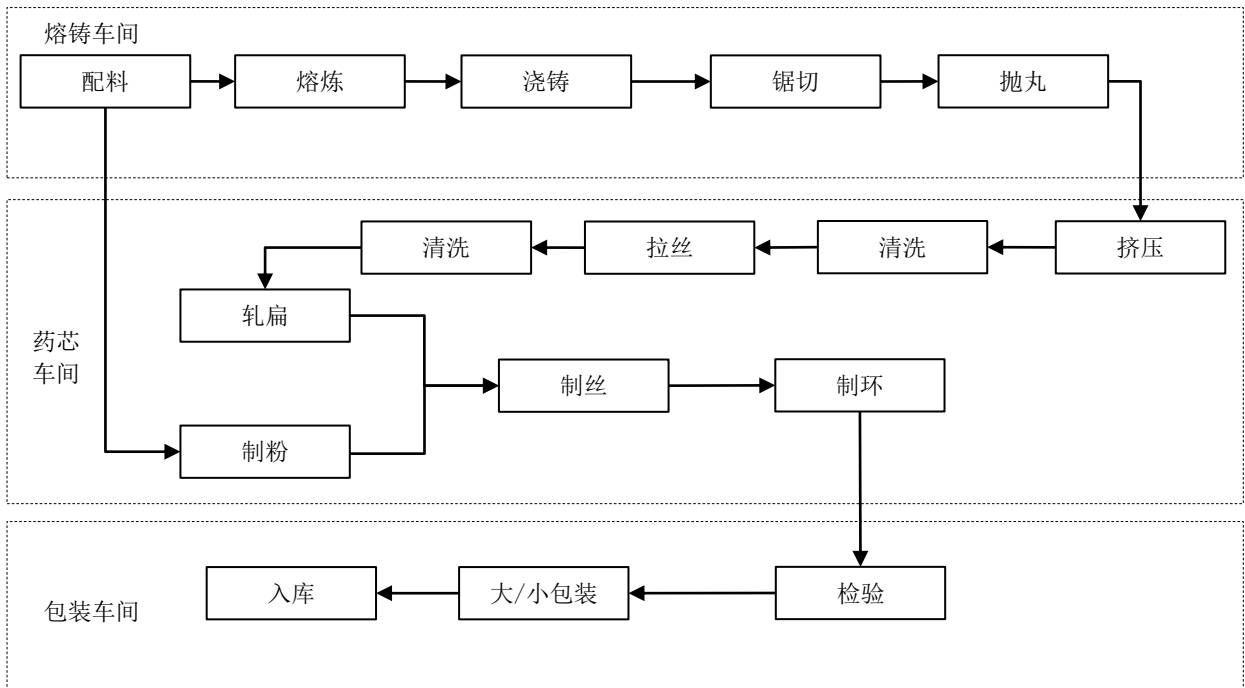 熔铸车间
配料
熔炼
浇铸
锯切
抛丸
清洗
拉丝
清洗
挤压
轧扁
药芯
车间
制丝
制环
制粉
入库
大/小包装
检验
包装车间